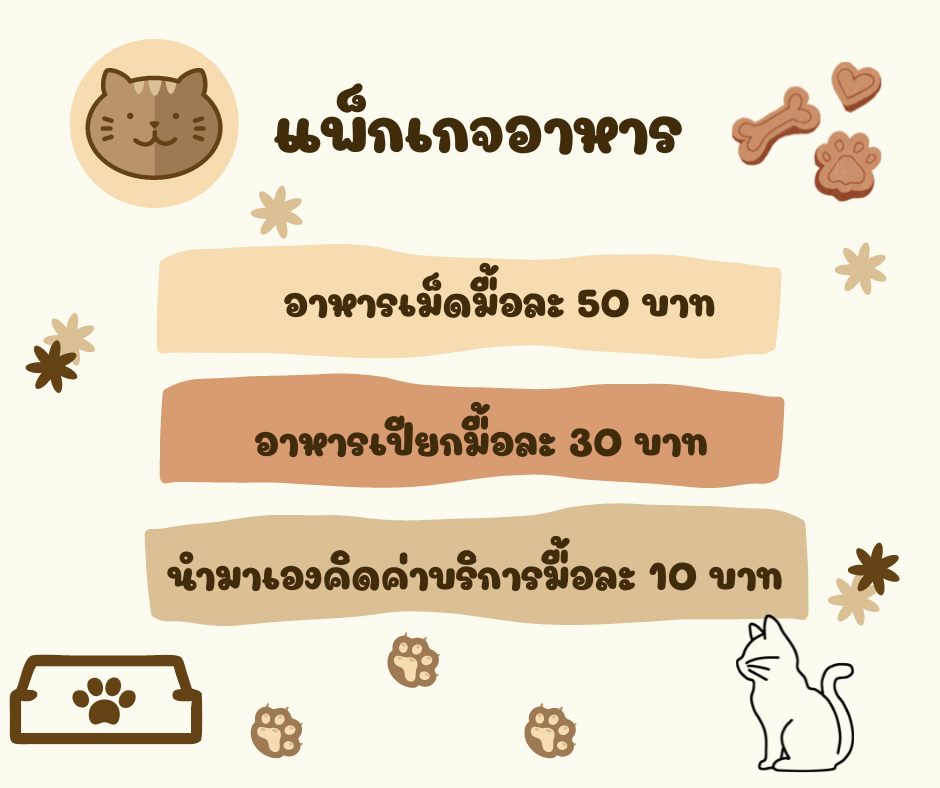 แพ็กเกจอาหาร
อาหารเม็ดมื้อละ 50 บาท
อาหารเปียกมื้อละ 30 บาท
นำมาเองคิดค่าบริการมื้อละ 10 บาท